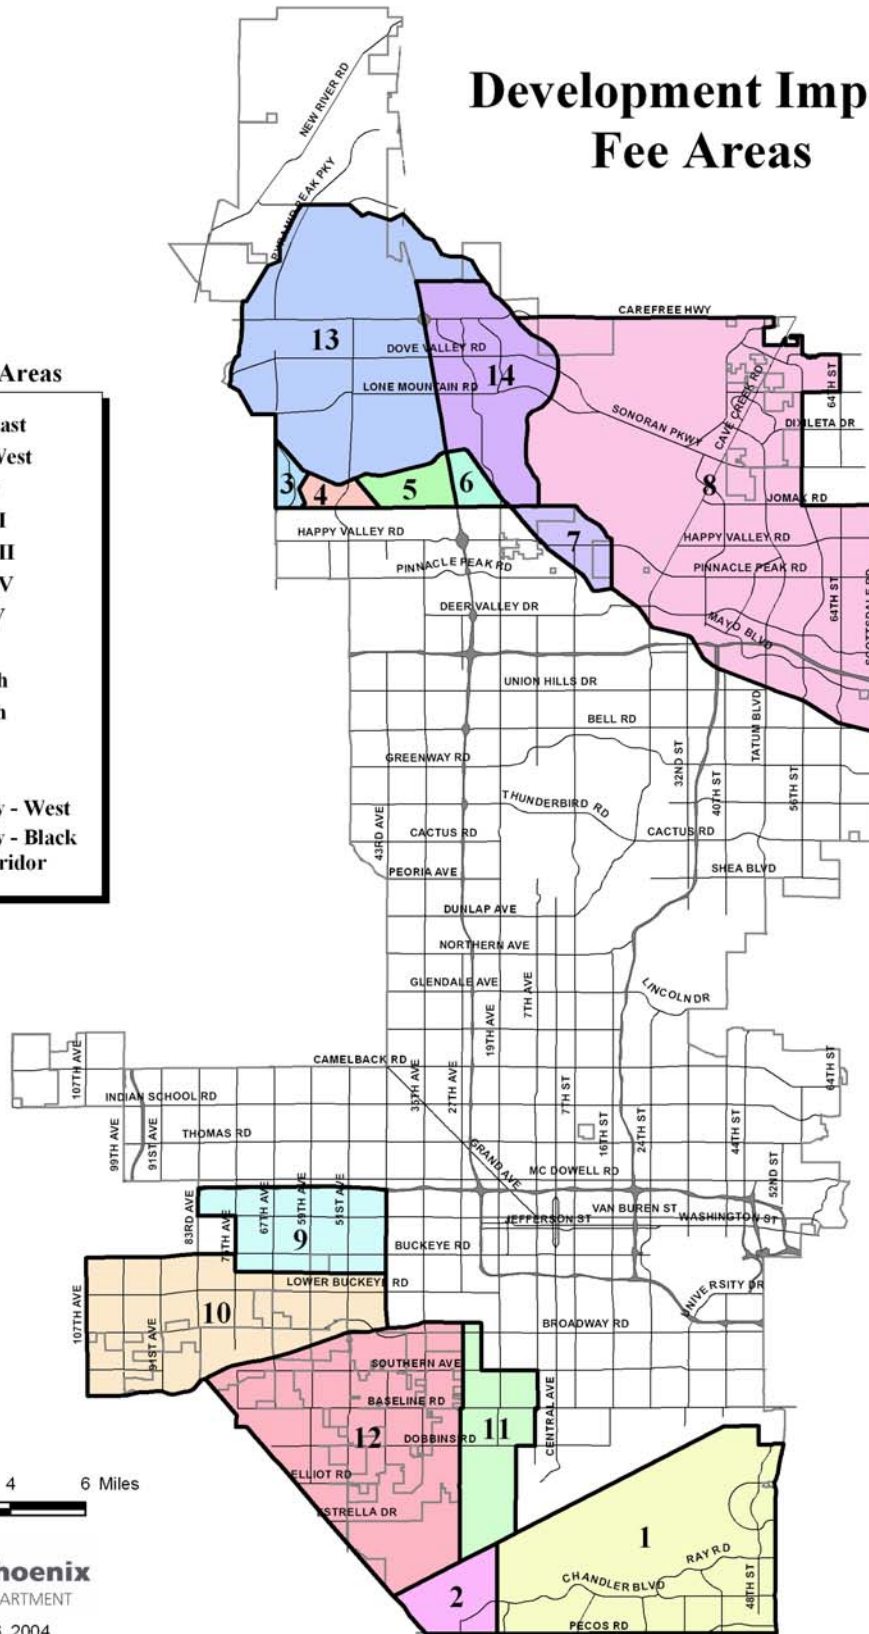 Development Imp
Fee Areas
NEW RIVER RD
CAREFREE HWY
13
DOVE VALLEY RD
14
LONE MOUNTAIN RD
64TH ST
CAVE CREEK RD
SONORAN PKWY
DIXILETA DR
3
4
5
6
8
JOMAX RD
HAPPY VALLEY RD
7
HAPPY VALLEY RD
PINNACLE PEAK RD
PINNACLE PEAK RD
DEER VALLEY DR
64TH ST
MAYO BLVD
UNION HILLS DR
BELL RD
TATUM BLVD
GREENWAY RD
32ND ST
40TH ST
56TH ST
THUNDERBIRD RD
43RD AVE
CACTUS RD
CACTUS RD
PEORIA AVE
SHEA BLVD
DUNLAP AVE
NORTHERN AVE
GLENDALE AVE
7TH AVE
LINCOLN DR
19TH AVE
CAMELBACK RD
107TH AVE
35TH AVE
27TH AVE
7TH ST
64TH ST
INDIAN SCHOOL RD
99TH AVE
91ST AVE
THOMAS RD
16TH ST
24TH ST
44TH ST
GRAND AVE
MC DOWELL RD
52ND ST
83RD AVE
67TH AVE
59TH AVE
51ST AVE
VAN BUREN ST
JEFFERSON ST
WASHINGTON ST
9
BUCKEYE RD
LOWER BUCKEYE RD
UNIVERSITY DR
107TH AVE
10
91ST AVE
BROADWAY RD
SOUTHERN AVE
BASELINE RD
CENTRAL AVE
12
DOBBINS RD
11
ELLIOT RD
ESTRELLA DR
1
RAY RD
CHANDLER BLVD
48TH ST
2
PECOS RD
Areas
ast
West
I
II
V
V
h
y - West
y - Black
ridor
4 6 Miles
hoenix
ARTMENT
2004